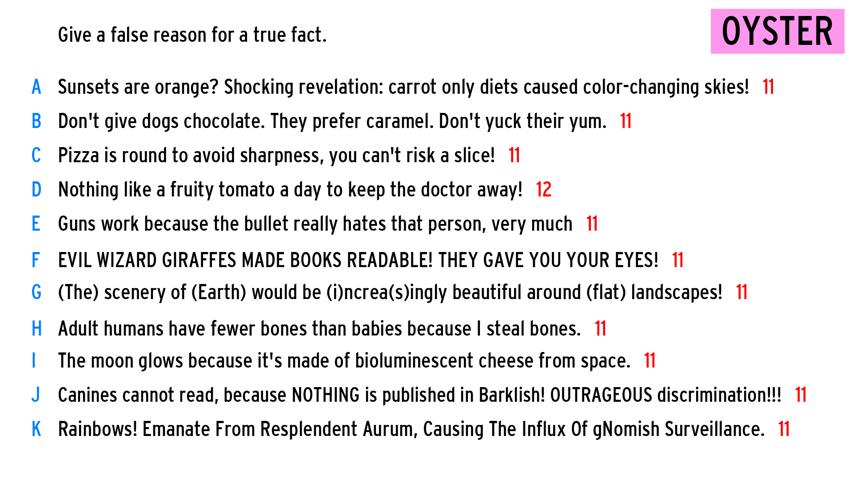 Give a false reason for a true fact.
OYSTER
A Sunsets are orange? Shocking revelation: carrot only diets caused color-changing skies! 11
B Don't give dogs chocolate. They prefer caramel. Don't yuck their yum. 11
C Pizza is round to avoid sharpness, you can't risk a slice! 11
D Nothing like a fruity tomato a day to keep the doctor away! 12
E Guns work because the bullet really hates that person, very much 11
F EVIL WIZARD GIRAFFES MADE BOOKS READABLE! THEY GAVE YOU YOUR EYES! 11
G (The) scenery of (Earth) would be (i)ncrea(s)ingly beautiful around (flat) landscapes! 11
H Adult humans have fewer bones than babies because I steal bones. 11
I The moon glows because it's made of bioluminescent cheese from space. 11
J Canines cannot read, because NOTHING is published in Barklish! OUTRAGEOUS discrimination!!! 11
K Rainbows! Emanate From Resplendent Aurum, Causing The Influx Of gNomish Surveillance. 11